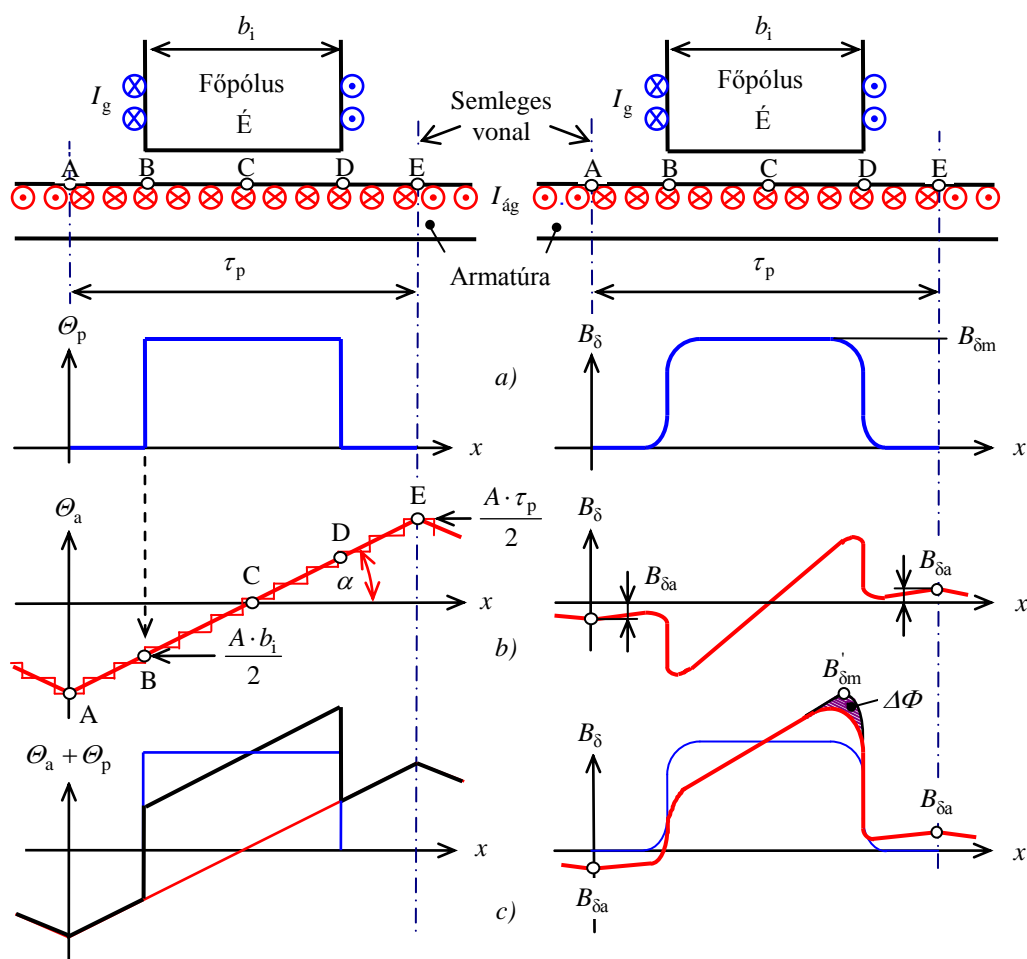 b_i
b_i
Főpólus
É
I_g
Főpólus
É
I_g
Semleges
vonal
A B C D E
A B C D E
I_ág
Armatúra
τ_p
τ_p
Θ_p
B_δ
B_δm
a)
x
x
Θ_a
E
A · τ_p
2
B_δ
D
B_δa
B_δa
C
α
x
x
A · b_i
2
B
b)
A
B'_δm
ΔΦ
Θ_a + Θ_p
B_δ
B_δa
x
x
B_δa
c)